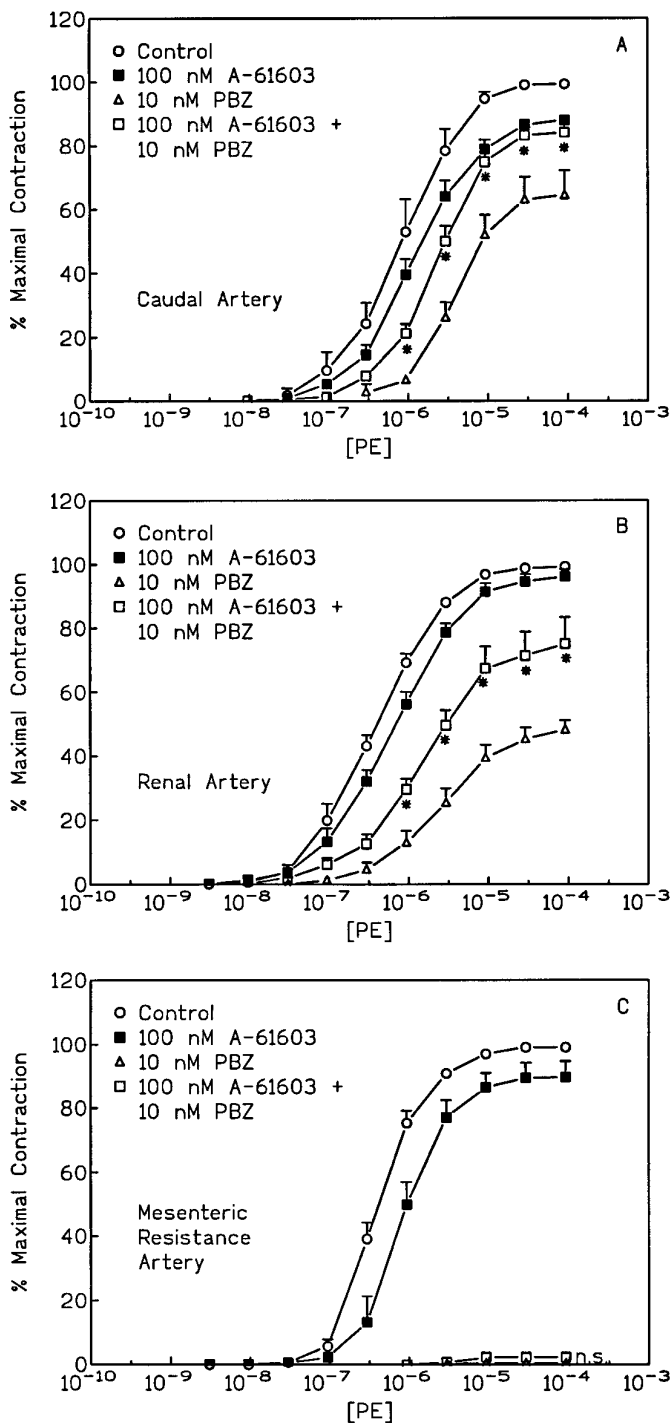 120
100
80
60
40
20
0
% Maximal Contraction
A
Control
100 nM A-61603
10 nM PBZ
100 nM A-61603 +
10 nM PBZ
Caudal Artery
* * * * *
10-10 10-9 10-8 10-7 10-6 10-5 10-4 10-3
[PE]
120
100
80
60
40
20
0
% Maximal Contraction
B
Control
100 nM A-61603
10 nM PBZ
100 nM A-61603 +
10 nM PBZ
Renal Artery
* * * * *
10-10 10-9 10-8 10-7 10-6 10-5 10-4 10-3
[PE]
120
100
80
60
40
20
0
% Maximal Contraction
C
Control
100 nM A-61603
10 nM PBZ
100 nM A-61603 +
10 nM PBZ
Mesenteric
Resistance
Artery
n.s.
10-10 10-9 10-8 10-7 10-6 10-5 10-4 10-3
[PE]